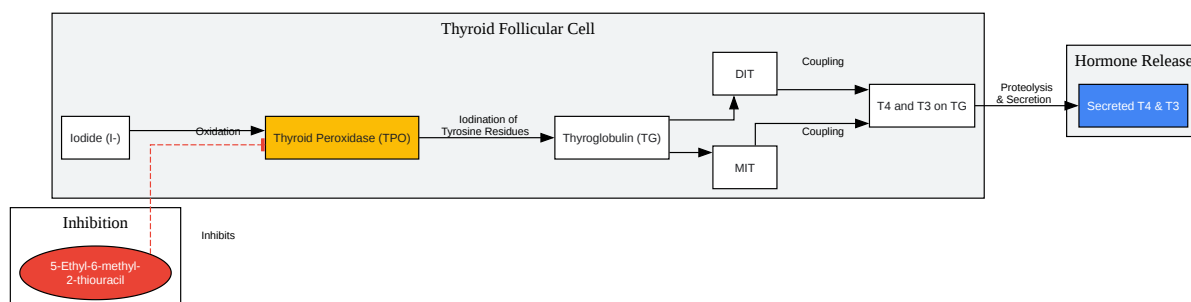 Thyroid Follicular Cell
Hormone Release
DIT
Coupling
Iodide (I-)
Oxidation
Thyroid Peroxidase (TPO)
Iodination of
Tyrosine Residues
Thyroglobulin (TG)
MIT
Coupling
T4 and T3 on TG
Proteolysis
& Secretion
Secreted T4 & T3
Inhibition
Inhibits
5-Ethyl-6-methyl-
2-thiouracil